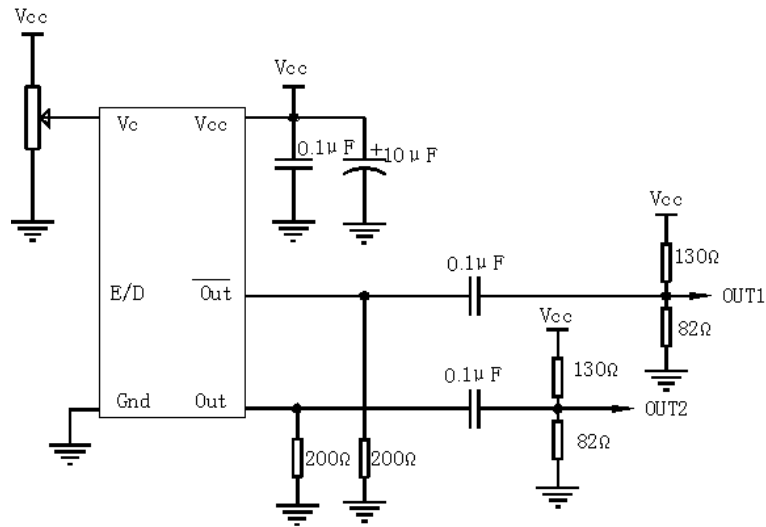 Vcc
Vcc
Vc
Vcc
0.1μF
+
10μF
Vcc
0.1μF
130Ω
E/D
Out
OUT1
Vcc
82Ω
0.1μF
130Ω
Gnd
Out
OUT2
82Ω
200Ω
200Ω